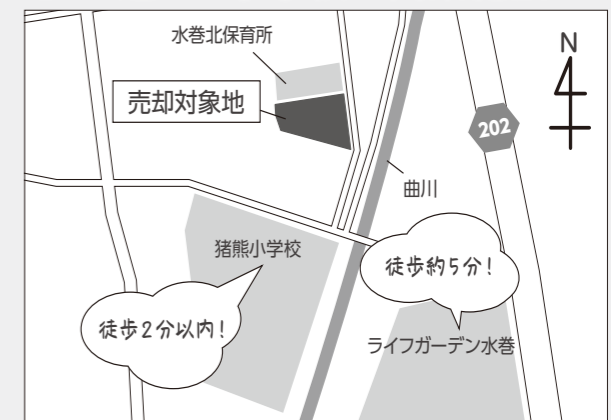 水巻北保育所
N
売却対象地
202
曲川
猪熊小学校
徒歩約5分!
徒歩2分以内!
ライフガーデン水巻